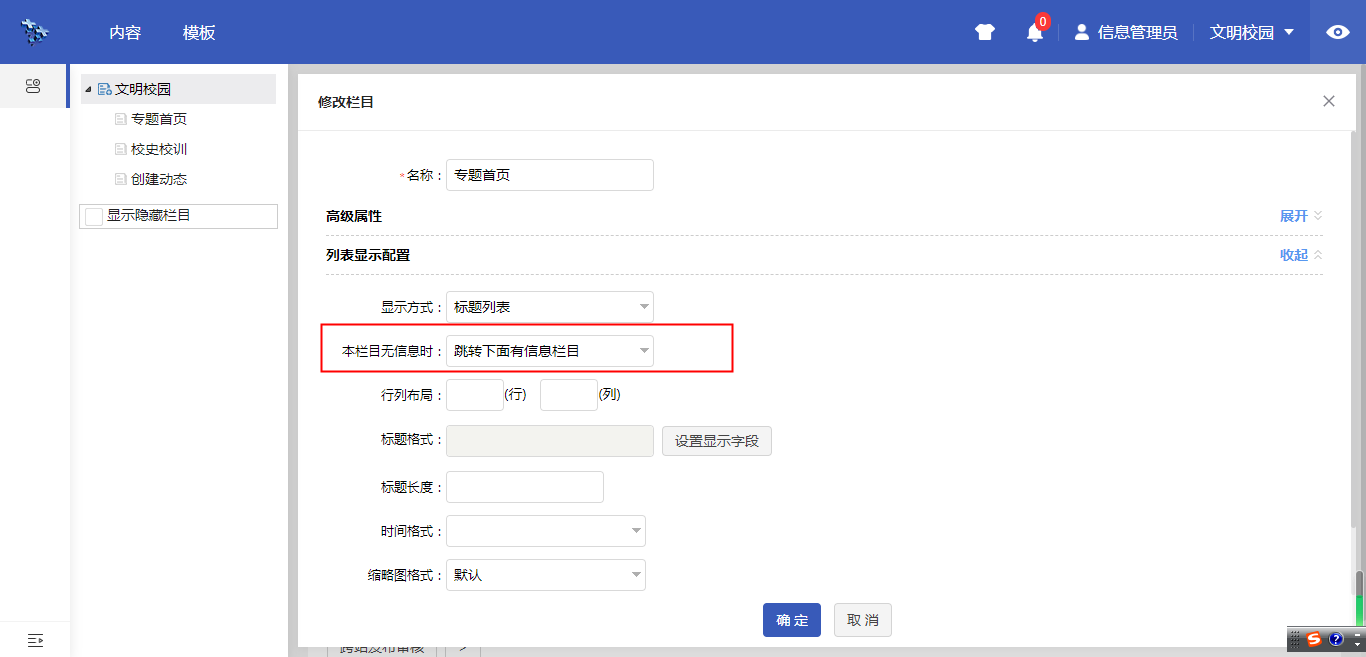 内容
模板
0
信息管理员
文明校园
文明校园
专题首页
校史校训
创建动态
显示隐藏栏目
修改栏目
*名称：
专题首页
高级属性
展开
列表显示配置
收起
显示方式：
标题列表
本栏目无信息时：
跳转下面有信息栏目
行列布局：
(行)
(列)
标题格式：
设置显示字段
标题长度：
时间格式：
缩略图格式：
默认
确 定
取 消
跨站发布审核